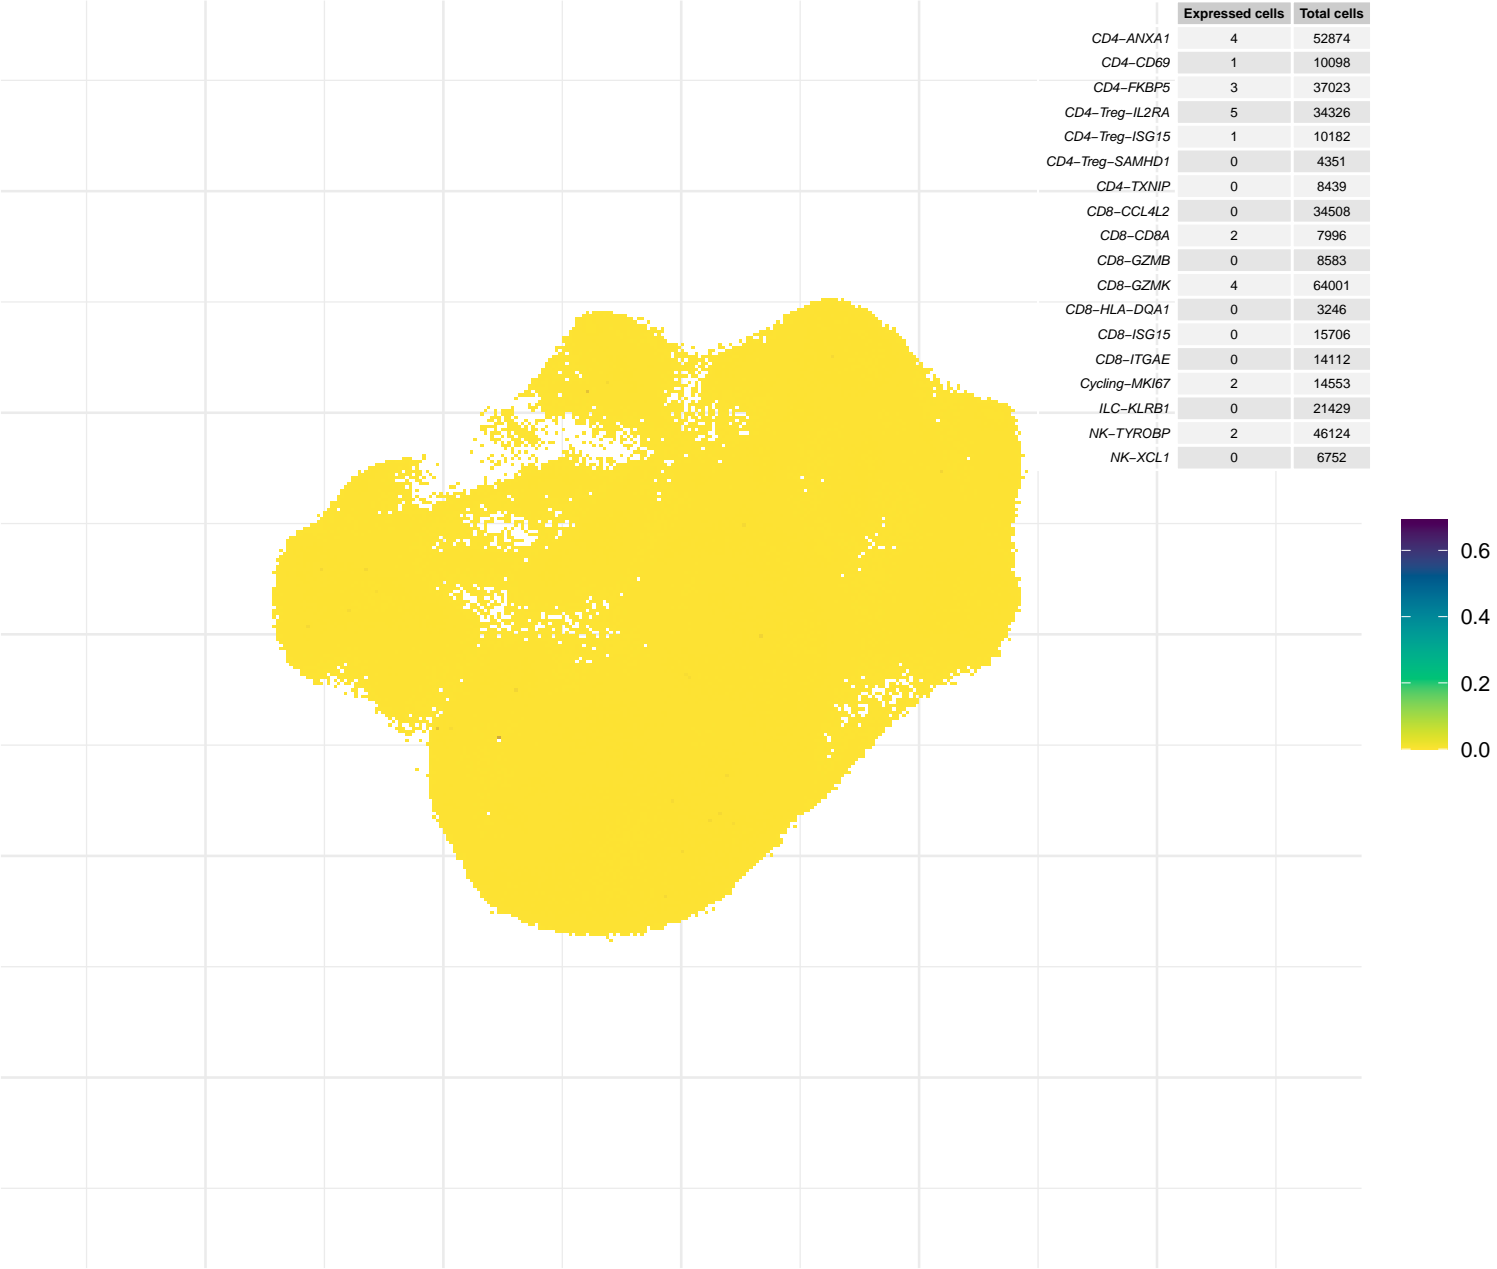 Expressed cells Total cells
CD4−ANXA1 4 52874
CD4−CD69 1 10098
CD4−FKBP5 3 37023
CD4−Treg−IL2RA 5 34326
CD4−Treg−ISG15 1 10182
CD4−Treg−SAMHD1 0 4351
CD4−TXNIP 0 8439
CD8−CCL4L2 0 34508
CD8−CD8A 2 7996
CD8−GZMB 0 8583
CD8−GZMK 4 64001
CD8−HLA−DQA1 0 3246
CD8−ISG15 0 15706
CD8−ITGAE 0 14112
Cycling−MKI67 2 14553
ILC−KLRB1 0 21429
NK−TYROBP 2 46124
NK−XCL1 0 6752
0.6
0.4
0.2
0.0